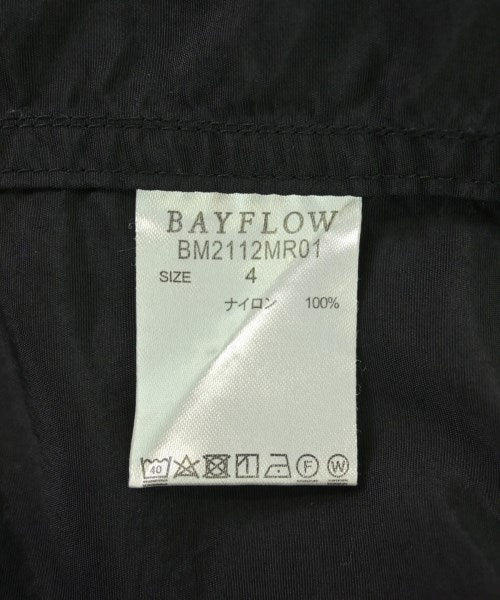 BAYFLOW
BM2112MR01
SIZE 4
ナイロン 100%
40 F W